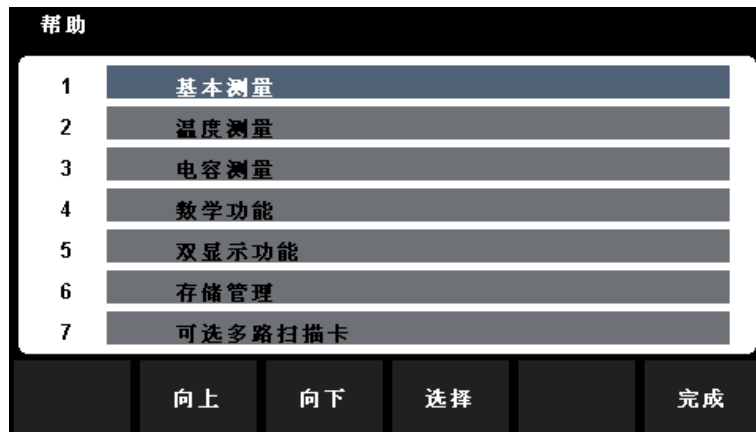 帮助
1 基本测量
2 温度测量
3 电容测量
4 数学功能
5 双显示功能
6 存储管理
7 可选多路扫描卡
向上 向下 选择 完成